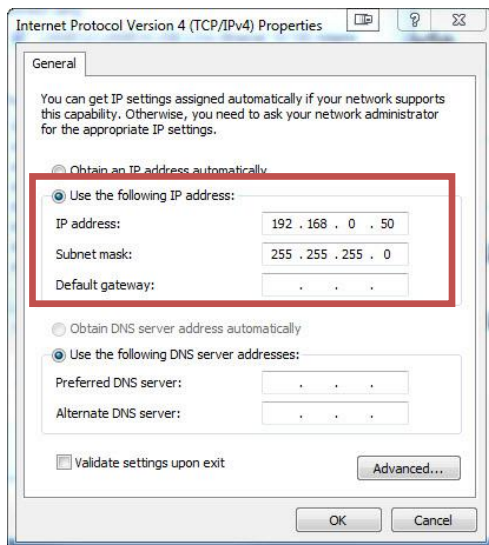 Internet Protocol Version 4 (TCP/IPv4) Properties
General
You can get IP settings assigned automatically if your network supports
this capability. Otherwise, you need to ask your network administrator
for the appropriate IP settings.
Obtain an IP address automatically
Use the following IP address:
IP address: 192 . 168 . 0 . 50
Subnet mask: 255 . 255 . 255 . 0
Default gateway: . . .
Obtain DNS server address automatically
Use the following DNS server addresses:
Preferred DNS server: . . .
Alternate DNS server: . . .
Validate settings upon exit
Advanced...
OK Cancel